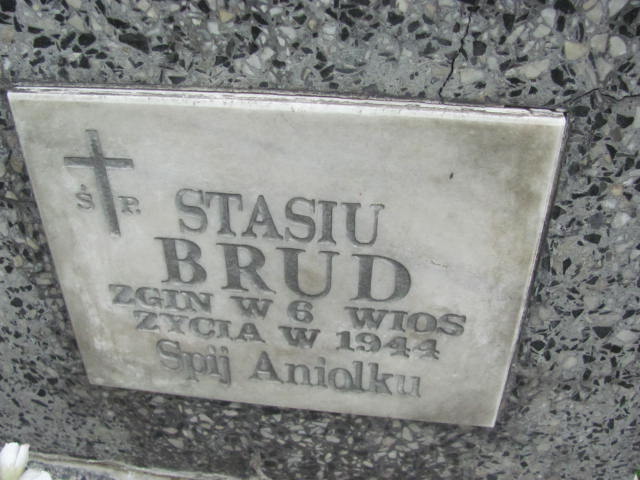 Ś P.
STASIU
BRUD
ZGIN W 6 WIOS
ZYCIA W 1944
Spij Aniolku